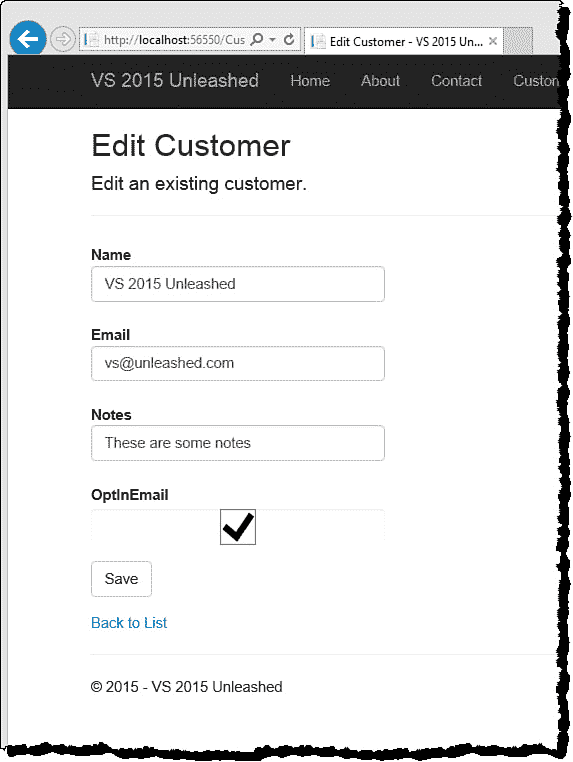 http://localhost:56550/Cus
Edit Customer - VS 2015 Un...
VS 2015 Unleashed Home About Contact Custon
Edit Customer
Edit an existing customer.
Name
VS 2015 Unleashed
Email
vs@unleashed.com
Notes
These are some notes
OptInEmail
Save
Back to List
© 2015 - VS 2015 Unleashed